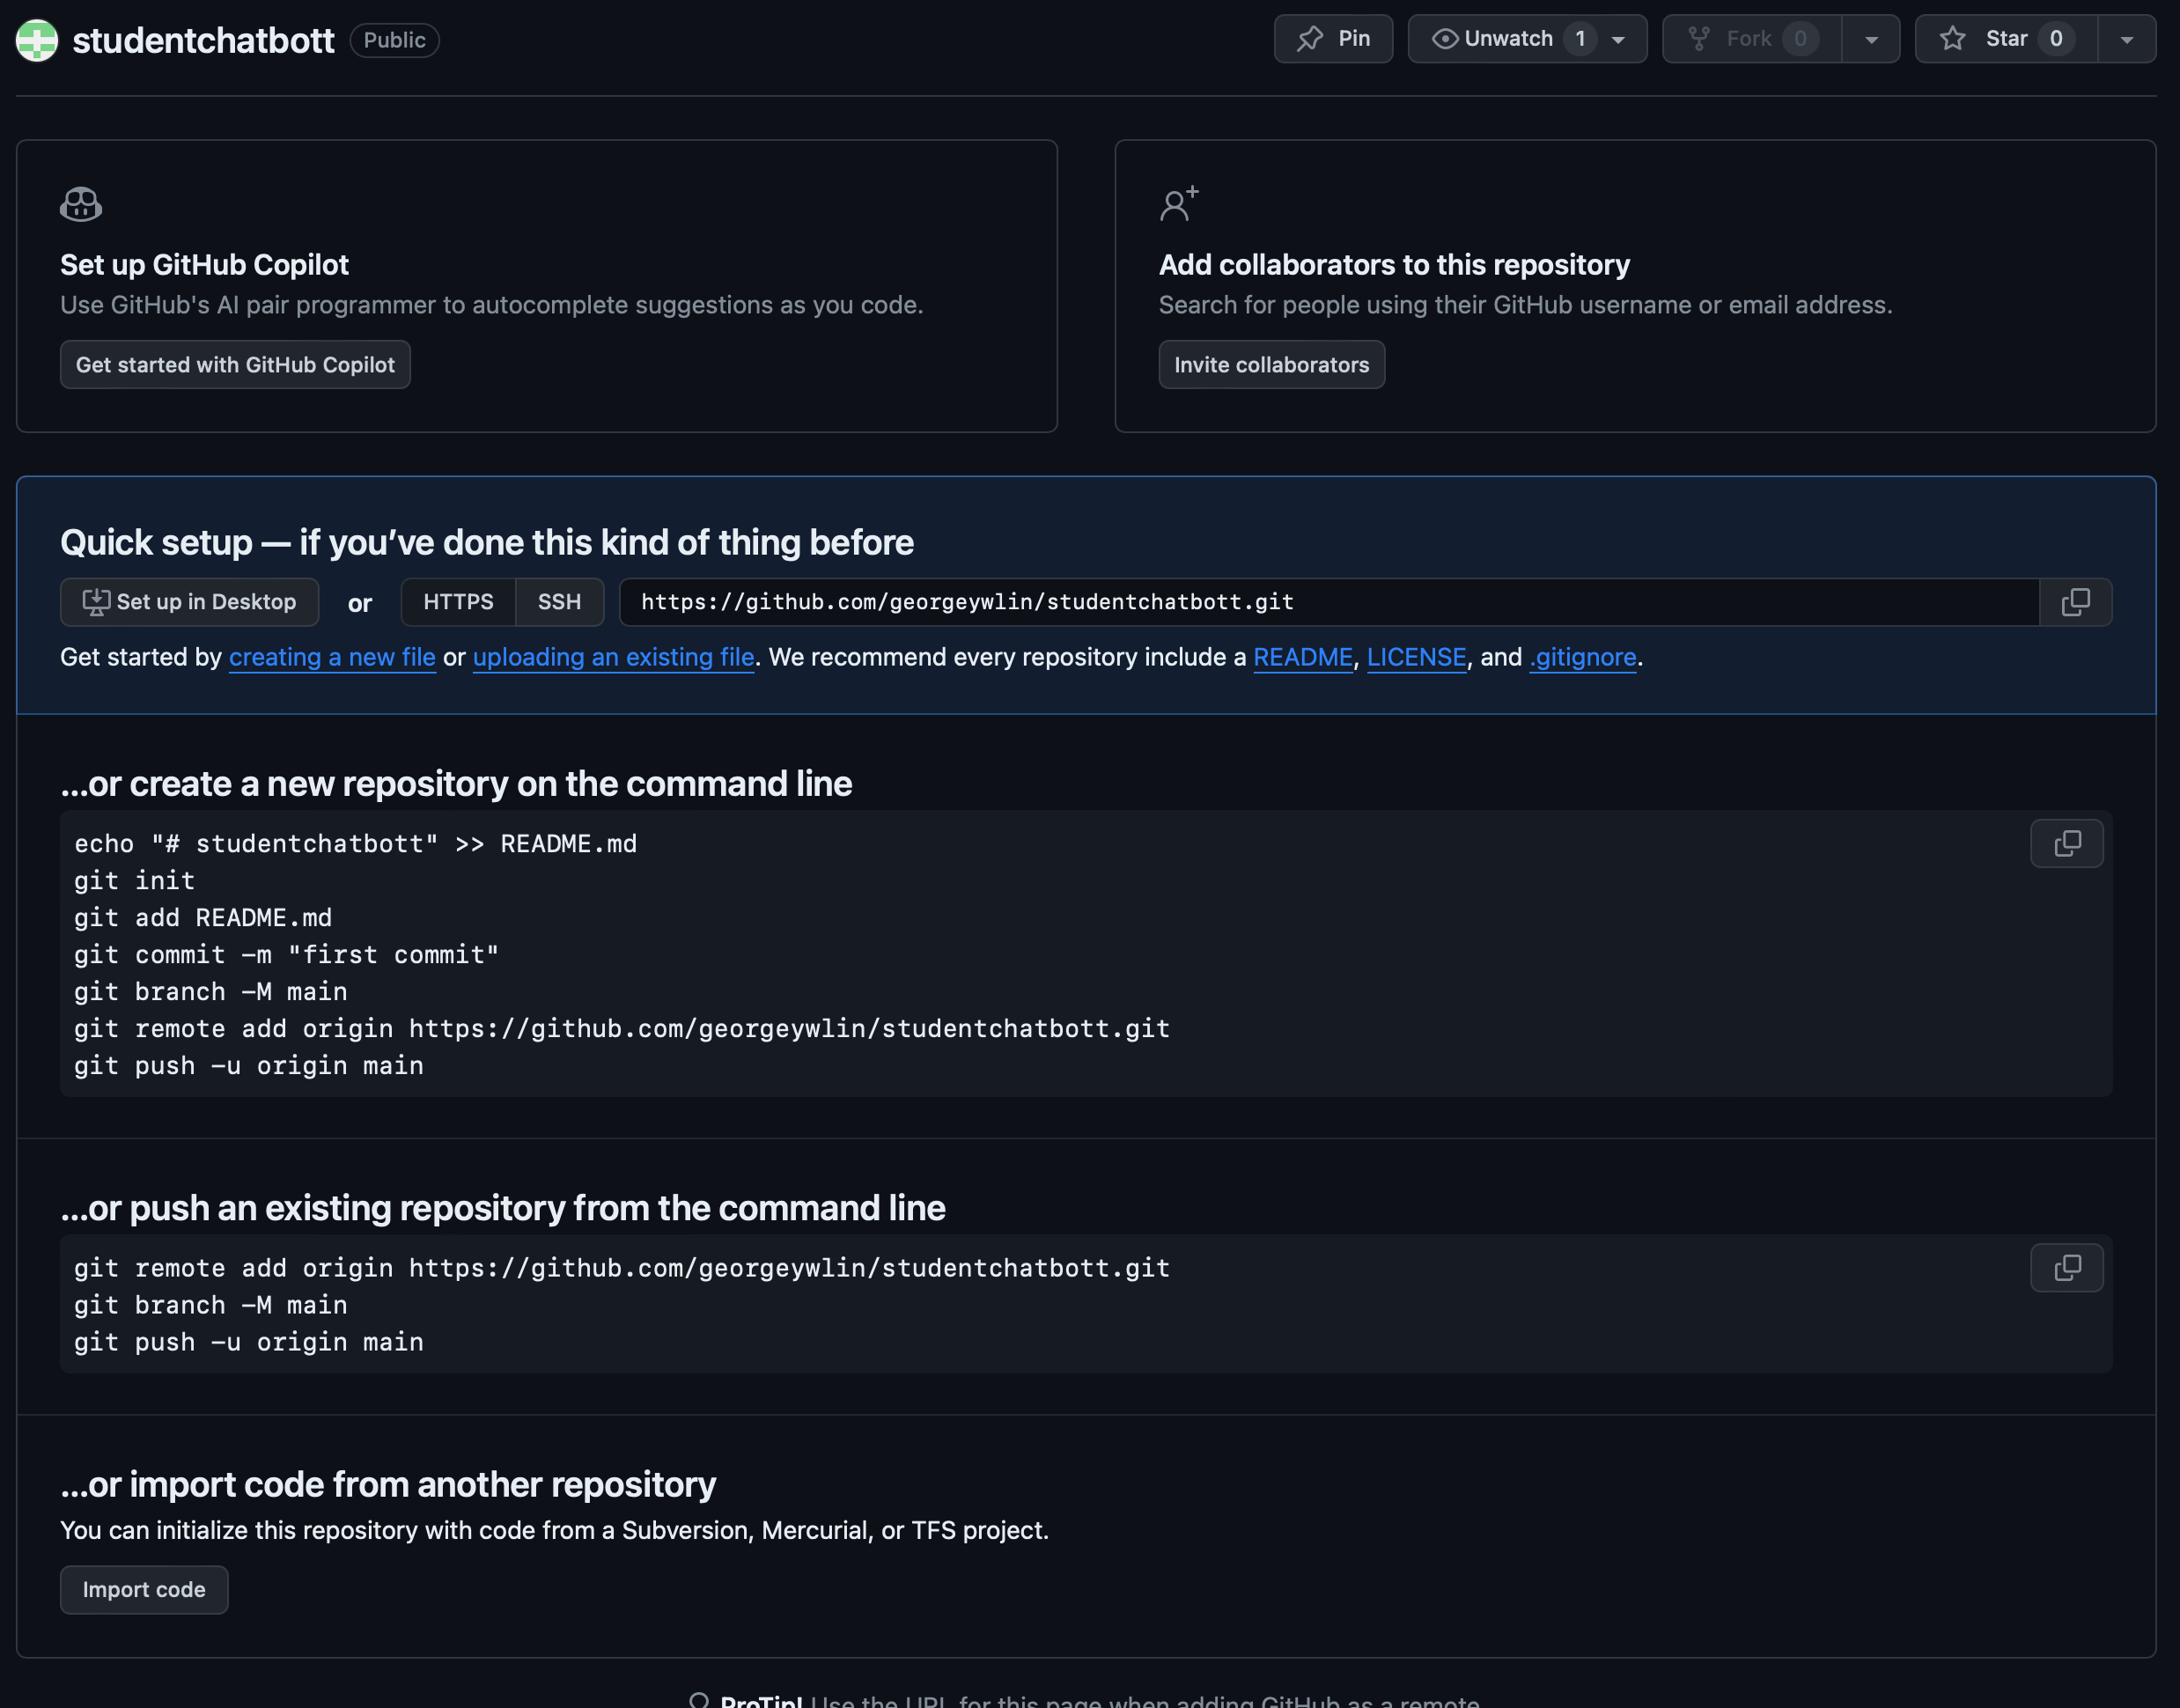 studentchatbott Public
Pin
Unwatch 1
Fork 0
Star 0
Set up GitHub Copilot
Use GitHub's AI pair programmer to autocomplete suggestions as you code.
Get started with GitHub Copilot
Add collaborators to this repository
Search for people using their GitHub username or email address.
Invite collaborators
Quick setup — if you’ve done this kind of thing before
Set up in Desktop or HTTPS SSH https://github.com/georgeywlin/studentchatbott.git
Get started by creating a new file or uploading an existing file. We recommend every repository include a README, LICENSE, and .gitignore.
…or create a new repository on the command line
echo "# studentchatbott" >> README.md
git init
git add README.md
git commit -m "first commit"
git branch -M main
git remote add origin https://github.com/georgeywlin/studentchatbott.git
git push -u origin main
…or push an existing repository from the command line
git remote add origin https://github.com/georgeywlin/studentchatbott.git
git branch -M main
git push -u origin main
…or import code from another repository
You can initialize this repository with code from a Subversion, Mercurial, or TFS project.
Import code
ProTip! Use the URL for this page when adding GitHub as a remote.